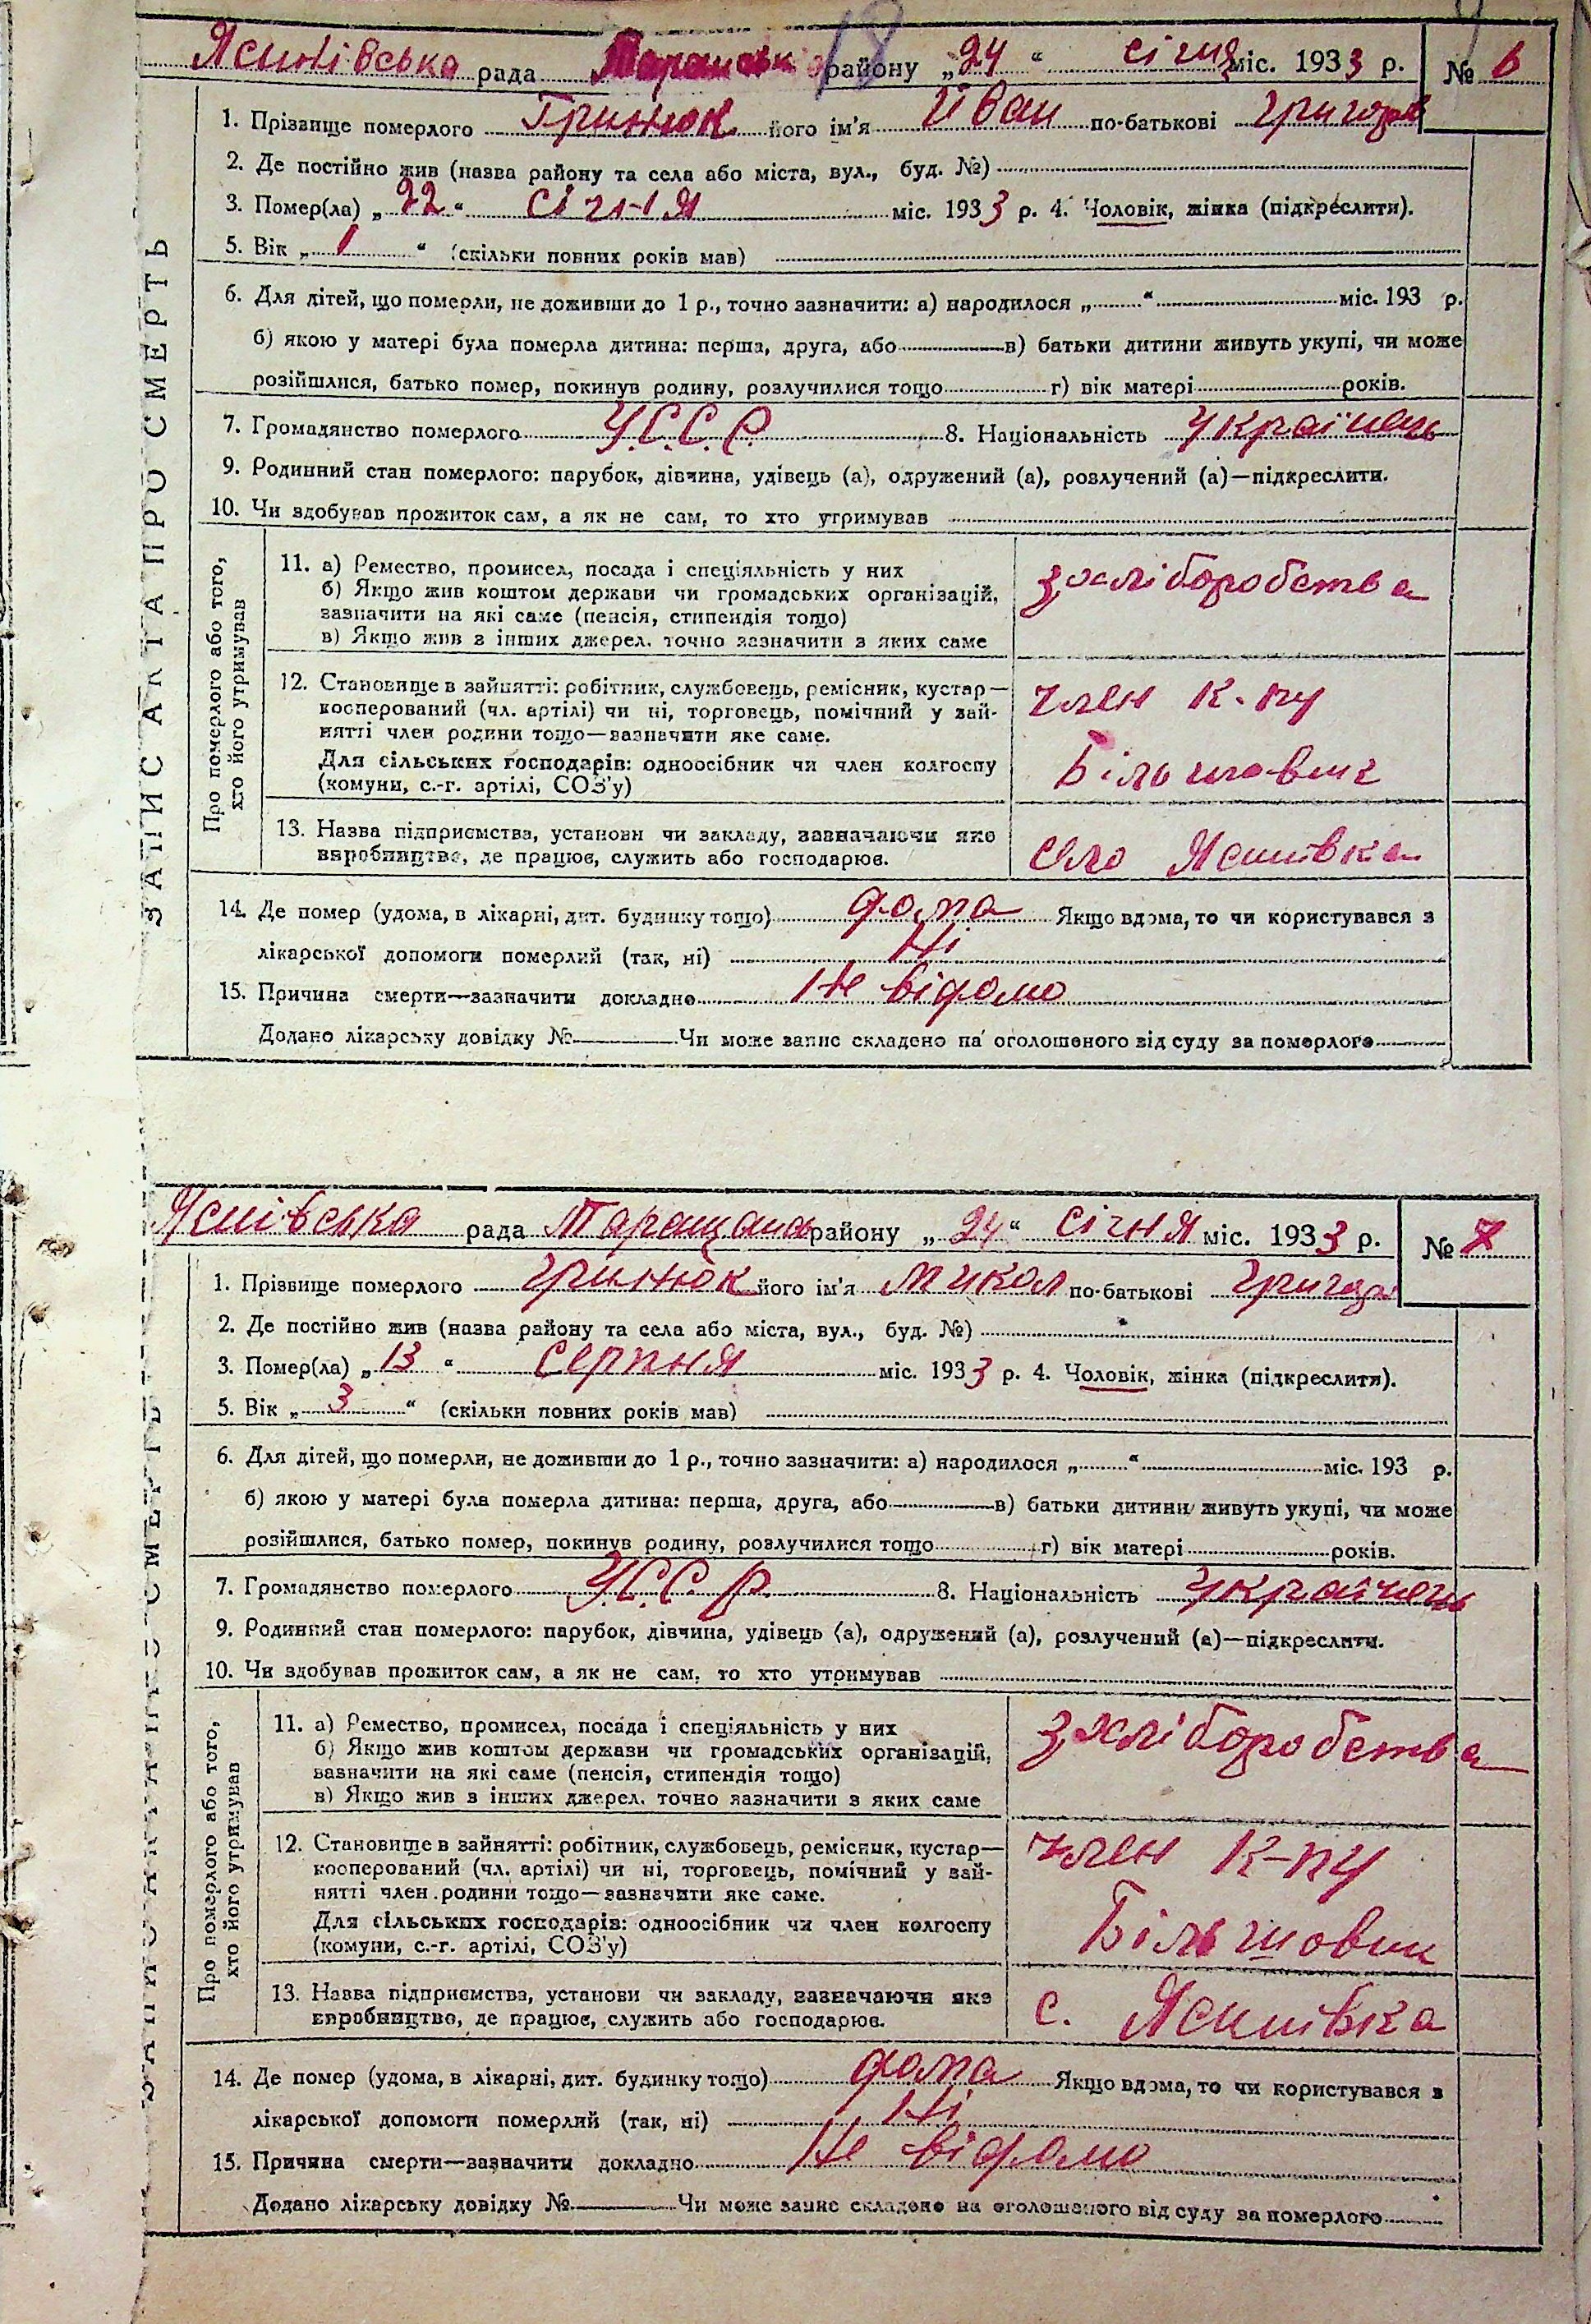 18
Ясинівська рада Таращанськ району „24“ січня міс. 1933 р. № 6
1. Прізвище померлого Гринюк його ім'я Иван по-батькові Григоров
2. Де постійно жив (назва району та села або міста, вул., буд. №)
3. Помер(ла) „22“ січня міс. 1933 р. 4. Чоловік, жінка (підкреслити).
5. Вік „1“ (скільки повних років мав)
6. Для дітей, що померли, не доживши до 1 р., точно зазначити: а) народилося „ “ міс. 193 р.
б) якою у матері була померла дитина: перша, друга, або в) батьки дитини живуть укупі, чи може
розійшлися, батько помер, покинув родину, розлучилися тощо г) вік матері років.
7. Громадянство померлого У.С.С.Р. 8. Національність Українець
9. Родинний стан померлого: парубок, дівчина, удівець (а), одружений (а), розлучений (а)—підкреслити.
10. Чи здобував прожиток сам, а як не сам, то хто утримував
ЗАПИС АКТА ПРО СМЕРТЬ
Про померлого або того,
хто його утримував
11. а) Ремество, промисел, посада і спеціяльність у них
б) Якщо жив коштом держави чи громадських організацій,
зазначити на які саме (пенсія, стипендія тощо)
в) Якщо жив з інших джерел, точно зазначити з яких саме
з хліборобства
12. Становище в зайнятті: робітник, службовець, ремісник, кустар—
кооперований (чл. артілі) чи ні, торговець, помічний у зай-
нятті член родини тощо—зазначити яке саме.
Для сільських господарів: одноосібник чи член колгоспу
(комуни, с.-г. артілі, СОЗ'у)
член К-пу
Більшовик
13. Назва підприємства, установи чи закладу, зазначаючи яке
виробництво, де працює, служить або господарює.
село Ясинівка
14. Де помер (удома, в лікарні, дит. будинку тощо) дома Якщо вдома, то чи користувався з
лікарської допомоги померлий (так, ні) Ні
15. Причина смерти—зазначити докладно Не відомо
Додано лікарську довідку № Чи може запис складено на оголошеного від суду за померлого
Ясинівська рада Таращансь району „24“ січня міс. 1933 р. № 7
1. Прізвище померлого Гринюк його ім'я Микол по-батькові Григор
2. Де постійно жив (назва району та села або міста, вул., буд. №)
3. Помер(ла) „13“ Серпня міс. 1933 р. 4. Чоловік, жінка (підкреслити).
5. Вік „3“ (скільки повних років мав)
6. Для дітей, що померли, не доживши до 1 р., точно зазначити: а) народилося „ “ міс. 193 р.
б) якою у матері була померла дитина: перша, друга, або в) батьки дитини живуть укупі, чи може
розійшлися, батько помер, покинув родину, розлучилися тощо г) вік матері років.
7. Громадянство померлого У.С.С.Р. 8. Національність Українець
9. Родинний стан померлого: парубок, дівчина, удівець (а), одружений (а), розлучений (а)—підкреслити.
10. Чи здобував прожиток сам, а як не сам, то хто утримував
ЗАПИС АКТА ПРО СМЕРТЬ
Про померлого або того,
хто його утримував
11. а) Ремество, промисел, посада і спеціяльність у них
б) Якщо жив коштом держави чи громадських організацій,
зазначити на які саме (пенсія, стипендія тощо)
в) Якщо жив з інших джерел, точно зазначити з яких саме
з хліборобства
12. Становище в зайнятті: робітник, службовець, ремісник, кустар—
кооперований (чл. артілі) чи ні, торговець, помічний у зай-
нятті член родини тощо—зазначити яке саме.
Для сільських господарів: одноосібник чи член колгоспу
(комуни, с.-г. артілі, СОЗ'у)
член К-пу
Більшовик
13. Назва підприємства, установи чи закладу, зазначаючи яке
виробництво, де працює, служить або господарює.
с. Ясинівка
14. Де помер (удома, в лікарні, дит. будинку тощо) дома Якщо вдома, то чи користувався з
лікарської допомоги померлий (так, ні) Ні
15. Причина смерти—зазначити докладно Не відомо
Додано лікарську довідку № Чи може запис складено на оголошеного від суду за померлого